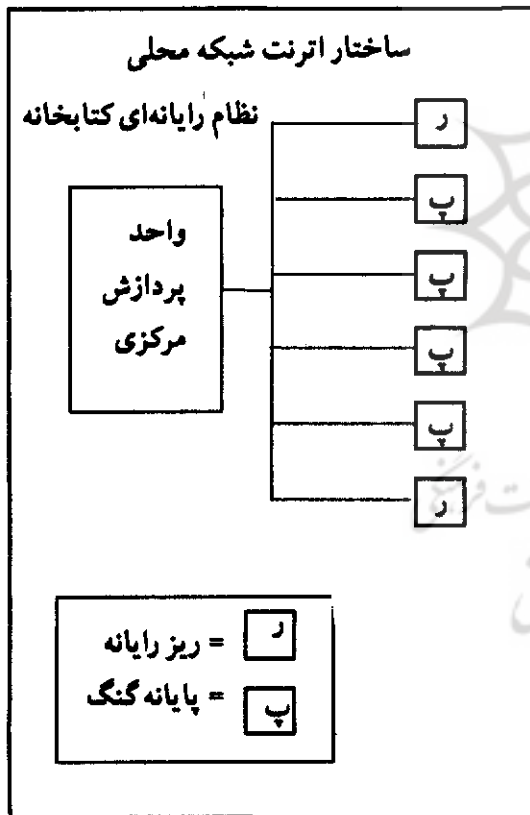 ساختار اترنت شبکه محلی
نظام رایانه‌ای کتابخانه
واحد
پردازش
مرکزی
ر
پ
پ
پ
پ
ر
ر = ریز رایانه
پ = پایانه گنگ